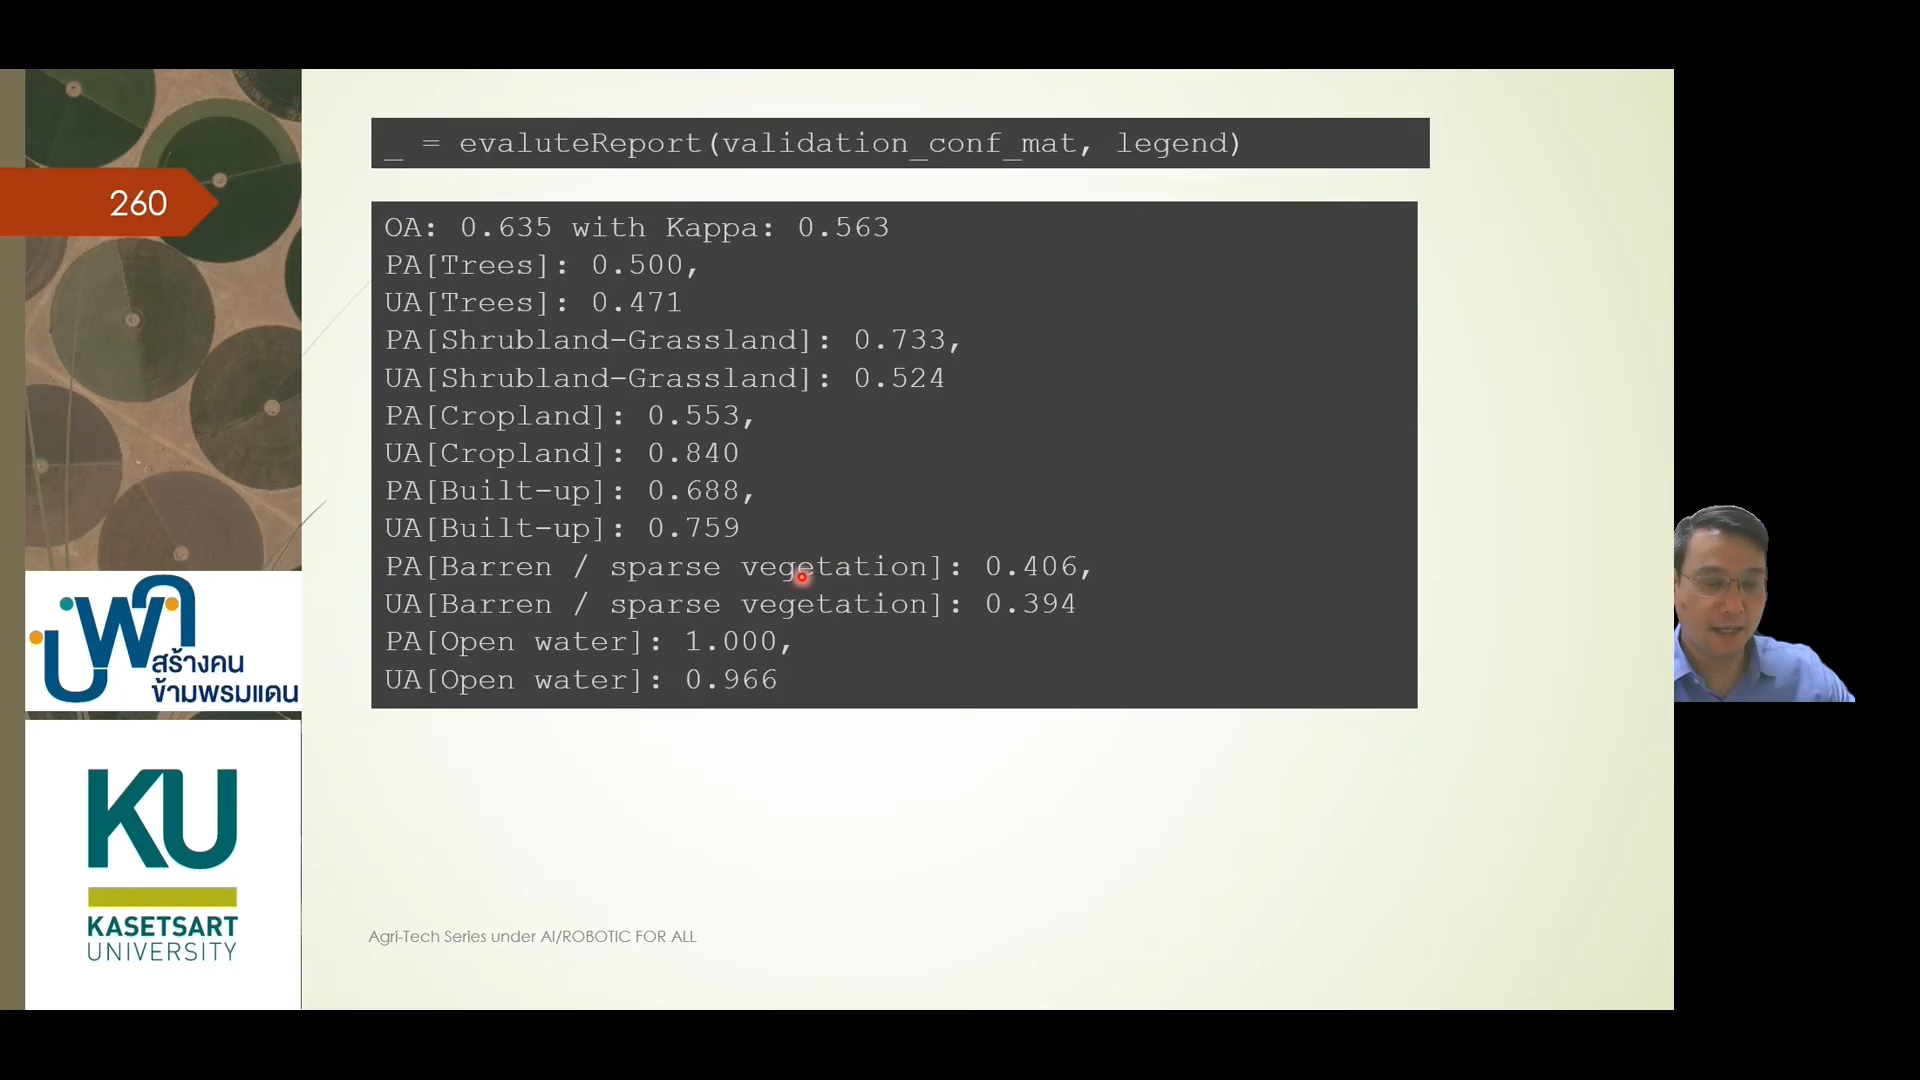 _ = evaluteReport(validation_conf_mat, legend)
260
OA: 0.635 with Kappa: 0.563
PA[Trees]: 0.500,
UA[Trees]: 0.471
PA[Shrubland-Grassland]: 0.733,
UA[Shrubland-Grassland]: 0.524
PA[Cropland]: 0.553,
UA[Cropland]: 0.840
PA[Built-up]: 0.688,
UA[Built-up]: 0.759
PA[Barren / sparse vegetation]: 0.406,
UA[Barren / sparse vegetation]: 0.394
PA[Open water]: 1.000,
UA[Open water]: 0.966
สร้างคน
ข้ามพรมแดน
KU
KASETSART
UNIVERSITY
Agri-Tech Series under AI/ROBOTIC FOR ALL